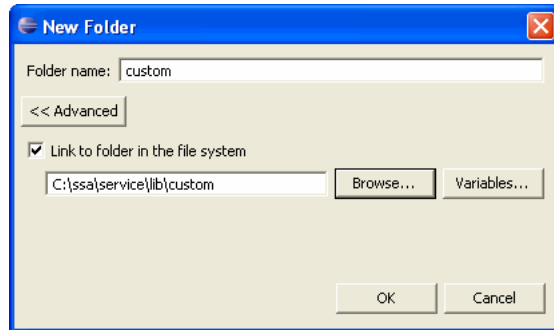 New Folder
Folder name: custom
<< Advanced
Link to folder in the file system
C:\ssa\service\lib\custom Browse... Variables...
OK Cancel